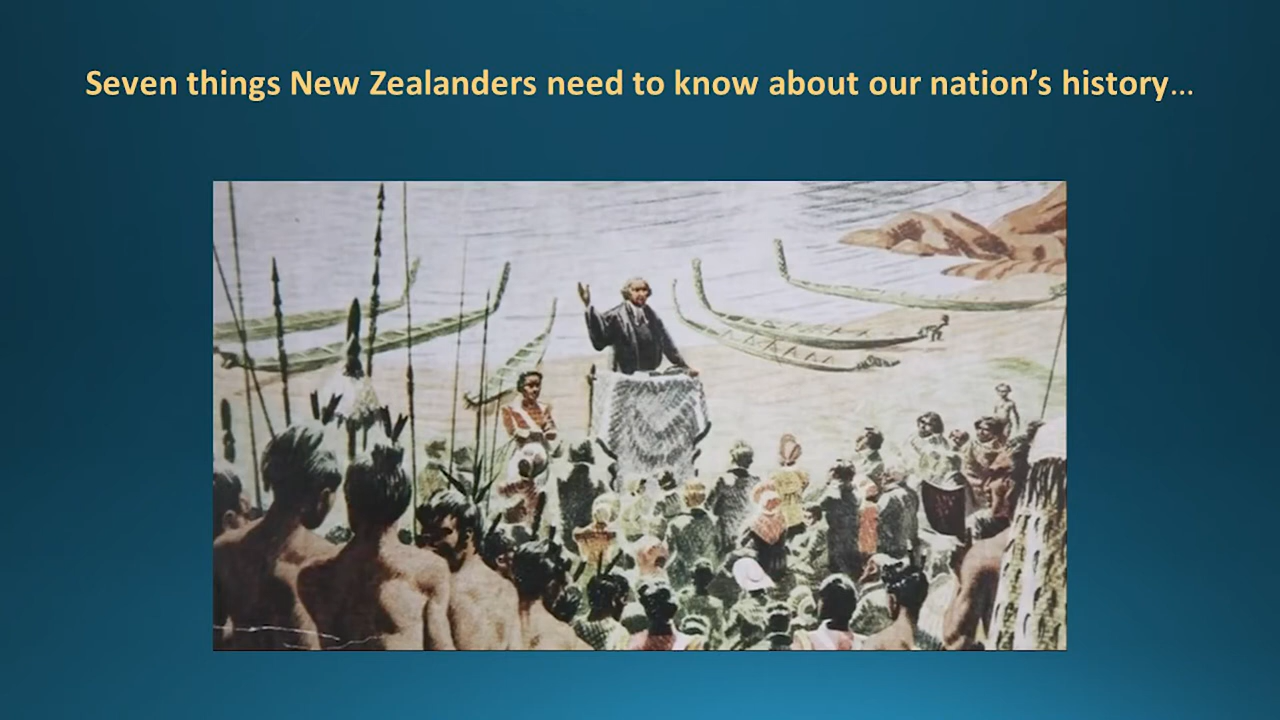 Seven things New Zealanders need to know about our nation’s history…